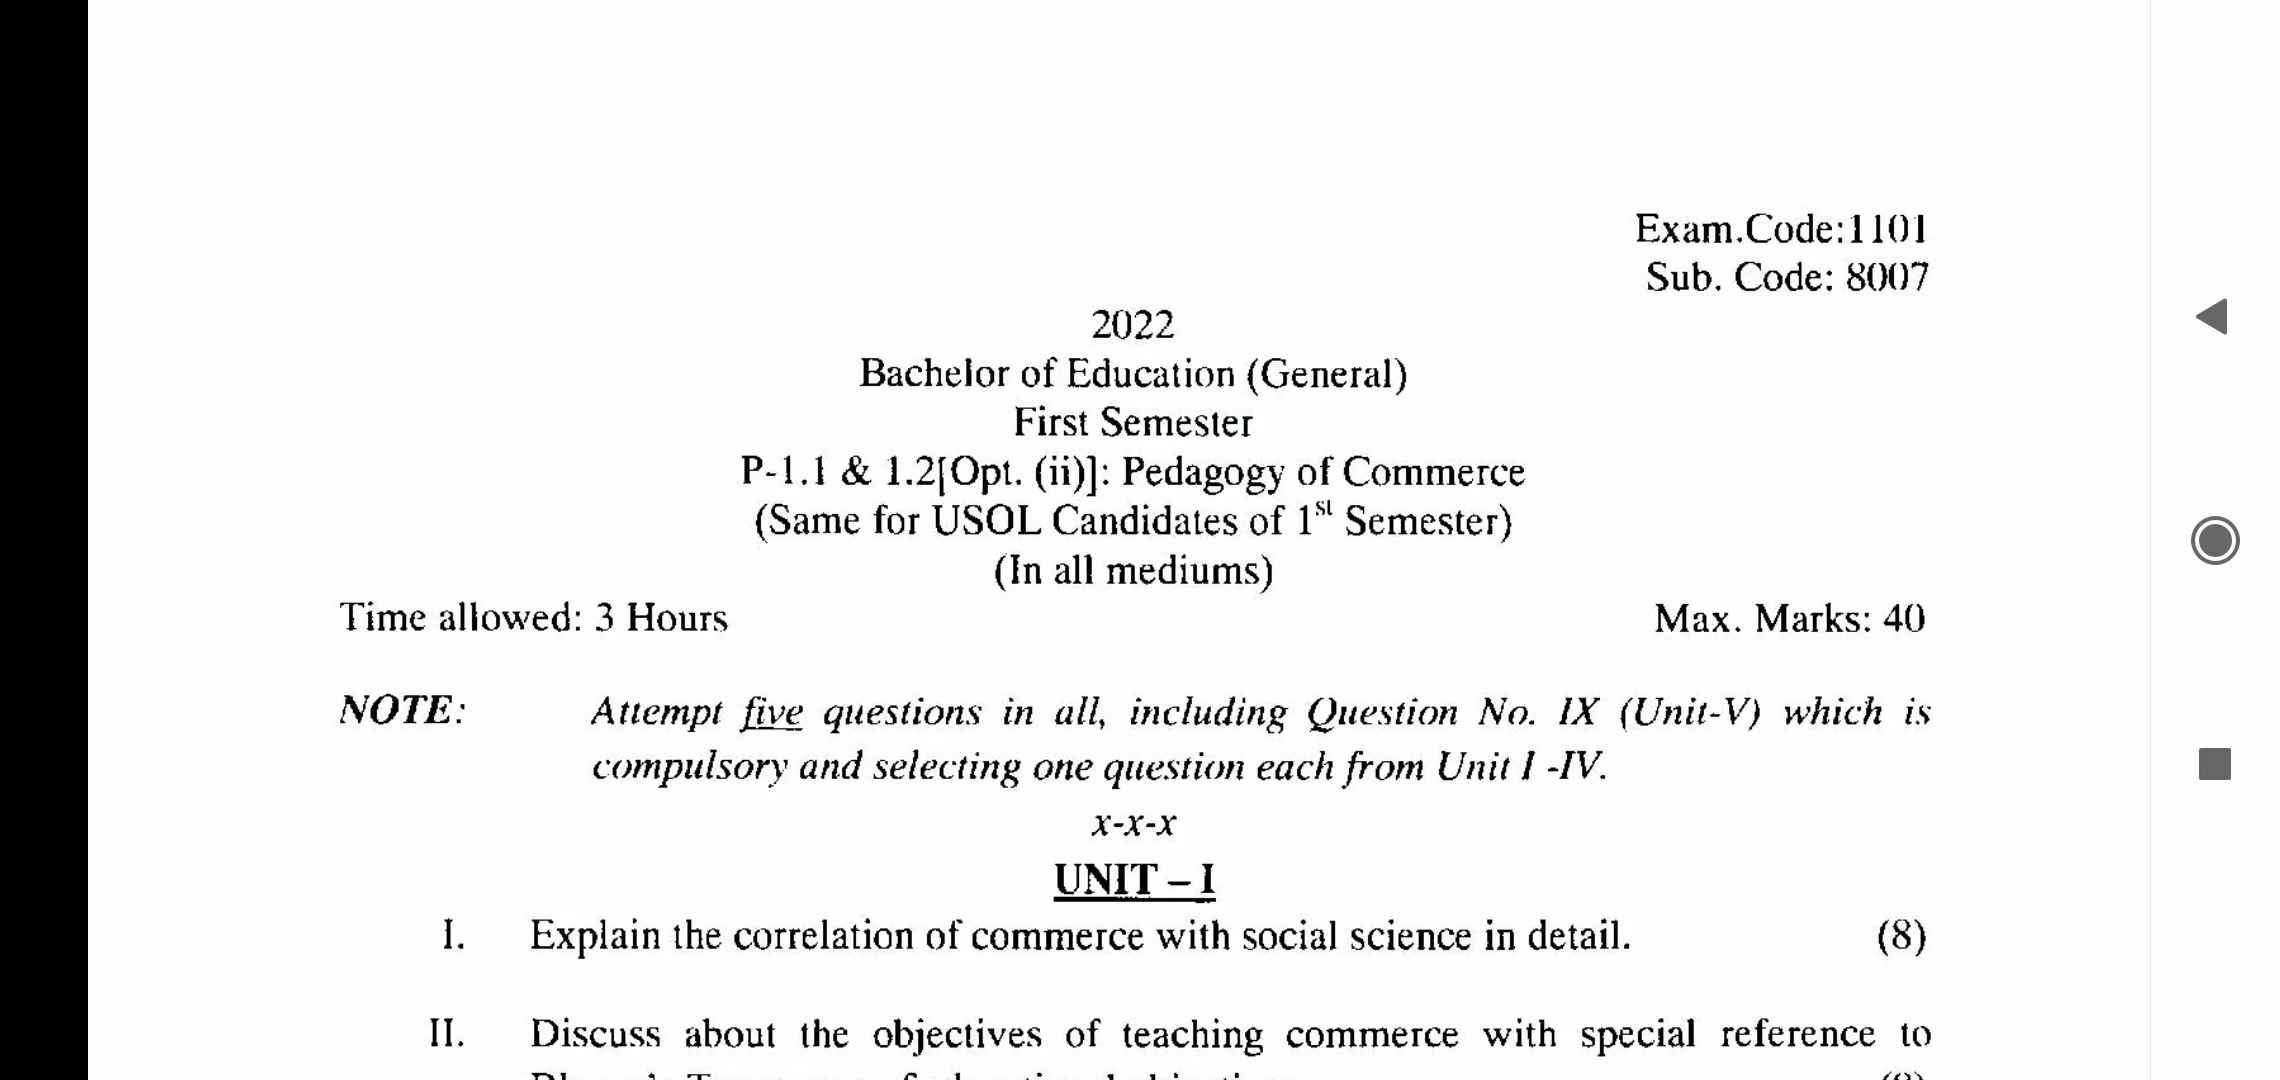 Exam.Code:1101
Sub. Code: 8007
2022
Bachelor of Education (General)
First Semester
P-1.1 & 1.2[Opt. (ii)]: Pedagogy of Commerce
(Same for USOL Candidates of 1st Semester)
(In all mediums)
Time allowed: 3 Hours Max. Marks: 40
NOTE: Attempt five questions in all, including Question No. IX (Unit-V) which is
compulsory and selecting one question each from Unit I -IV.
x-x-x
UNIT – I
I. Explain the correlation of commerce with social science in detail. (8)
II. Discuss about the objectives of teaching commerce with special reference to